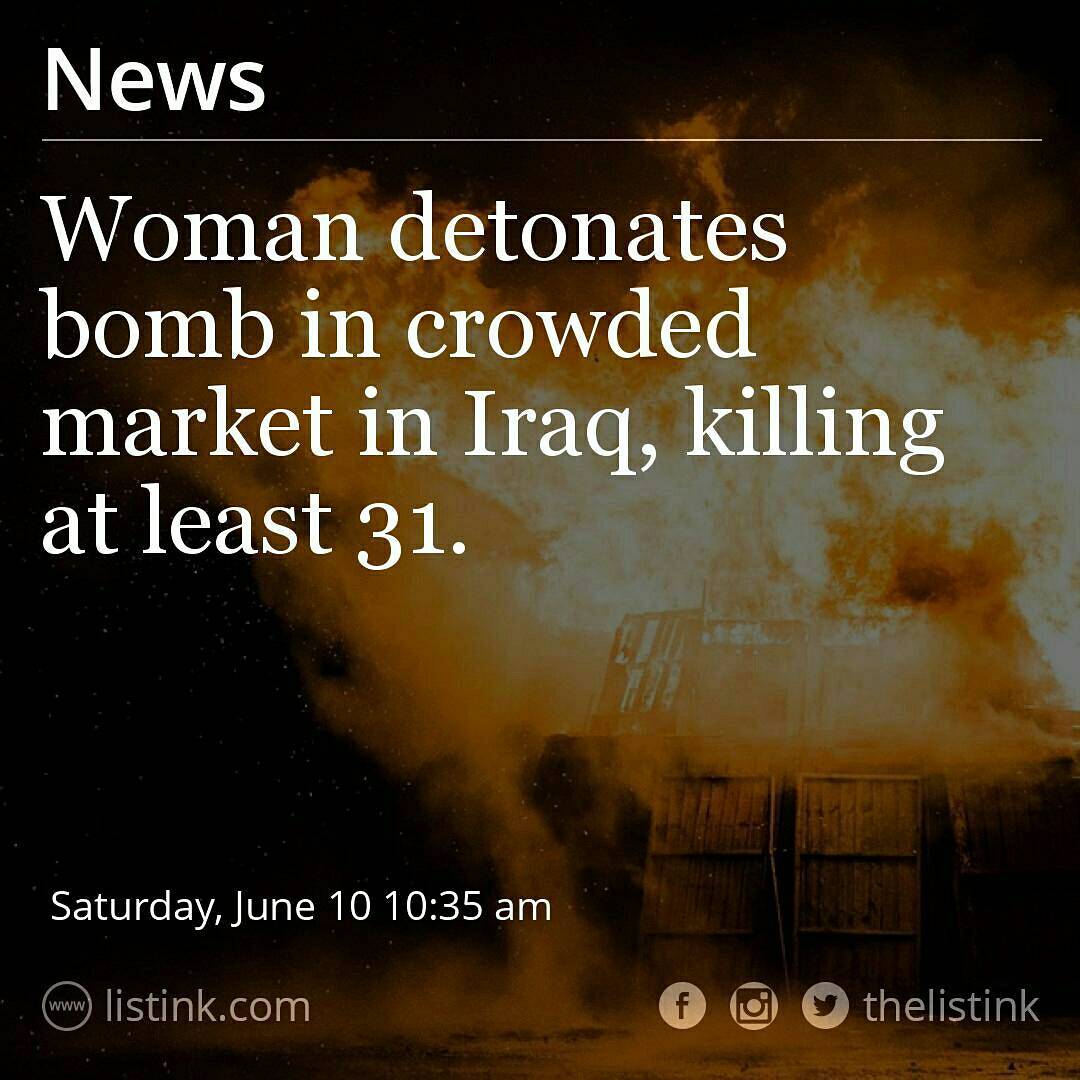 News
Woman detonates
bomb in crowded
market in Iraq, killing
at least 31.
Saturday, June 10 10:35 am
www listink.com
f thelistink